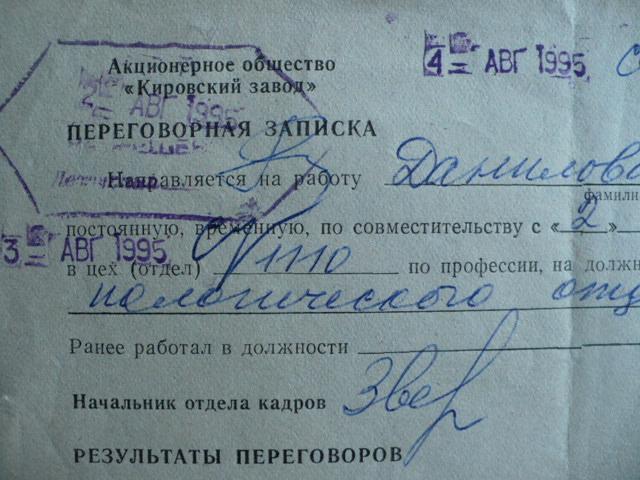 Акционерное общество
4 АВГ 1995
«Кировский завод»
2 АВГ 1995
ПЕРЕГОВОРНАЯ ЗАПИСКА
Направляется на работу Данилова
фамили
постоянную, временную, по совместительству с «2»
3 АВГ 1995
в цех (отдел) по профессии, на должн
Ранее работал в должности
Начальник отдела кадров Звер
РЕЗУЛЬТАТЫ ПЕРЕГОВОРОВ